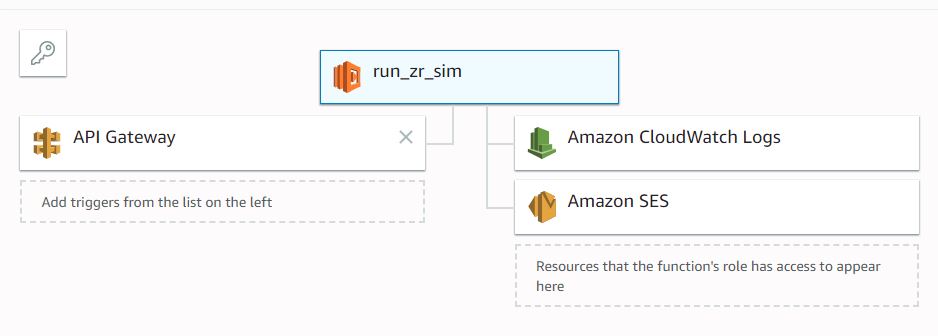 run_zr_sim
API Gateway
Add triggers from the list on the left
Amazon CloudWatch Logs
Amazon SES
Resources that the function's role has access to appear
here